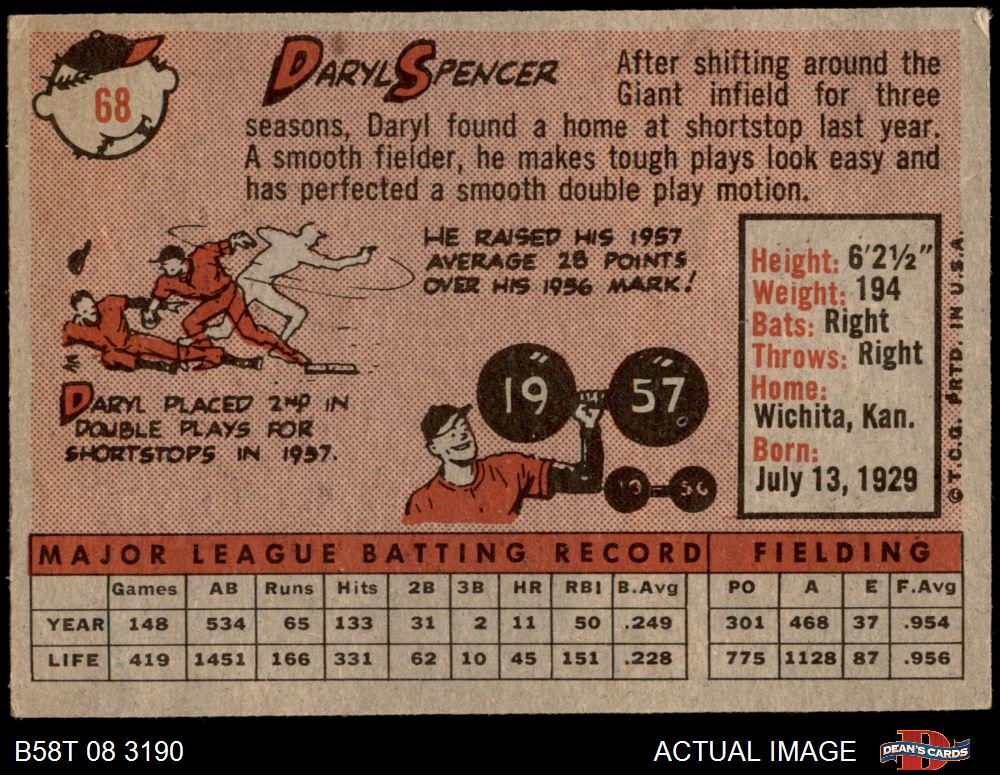 68
DARYL SPENCER
After shifting around the
Giant infield for three
seasons, Daryl found a home at shortstop last year.
A smooth fielder, he makes tough plays look easy and
has perfected a smooth double play motion.
HE RAISED HIS 1957
AVERAGE 28 POINTS
OVER HIS 1956 MARK!
DARYL PLACED 2ND IN
DOUBLE PLAYS FOR
SHORTSTOPS IN 1957.
19 57
19 56
Height: 6'2½"
Weight: 194
Bats: Right
Throws: Right
Home:
Wichita, Kan.
Born:
July 13, 1929
© T.C.G. PRTD. IN U.S.A.
MAJOR LEAGUE BATTING RECORD FIELDING
Games AB Runs Hits 2B 3B HR RBI B.Avg PO A E F.Avg
YEAR 148 534 65 133 31 2 11 50 .249 301 468 37 .954
LIFE 419 1451 166 331 62 10 45 151 .228 775 1128 87 .956
B58T 08 3190
ACTUAL IMAGE
DEAN'S CARDS